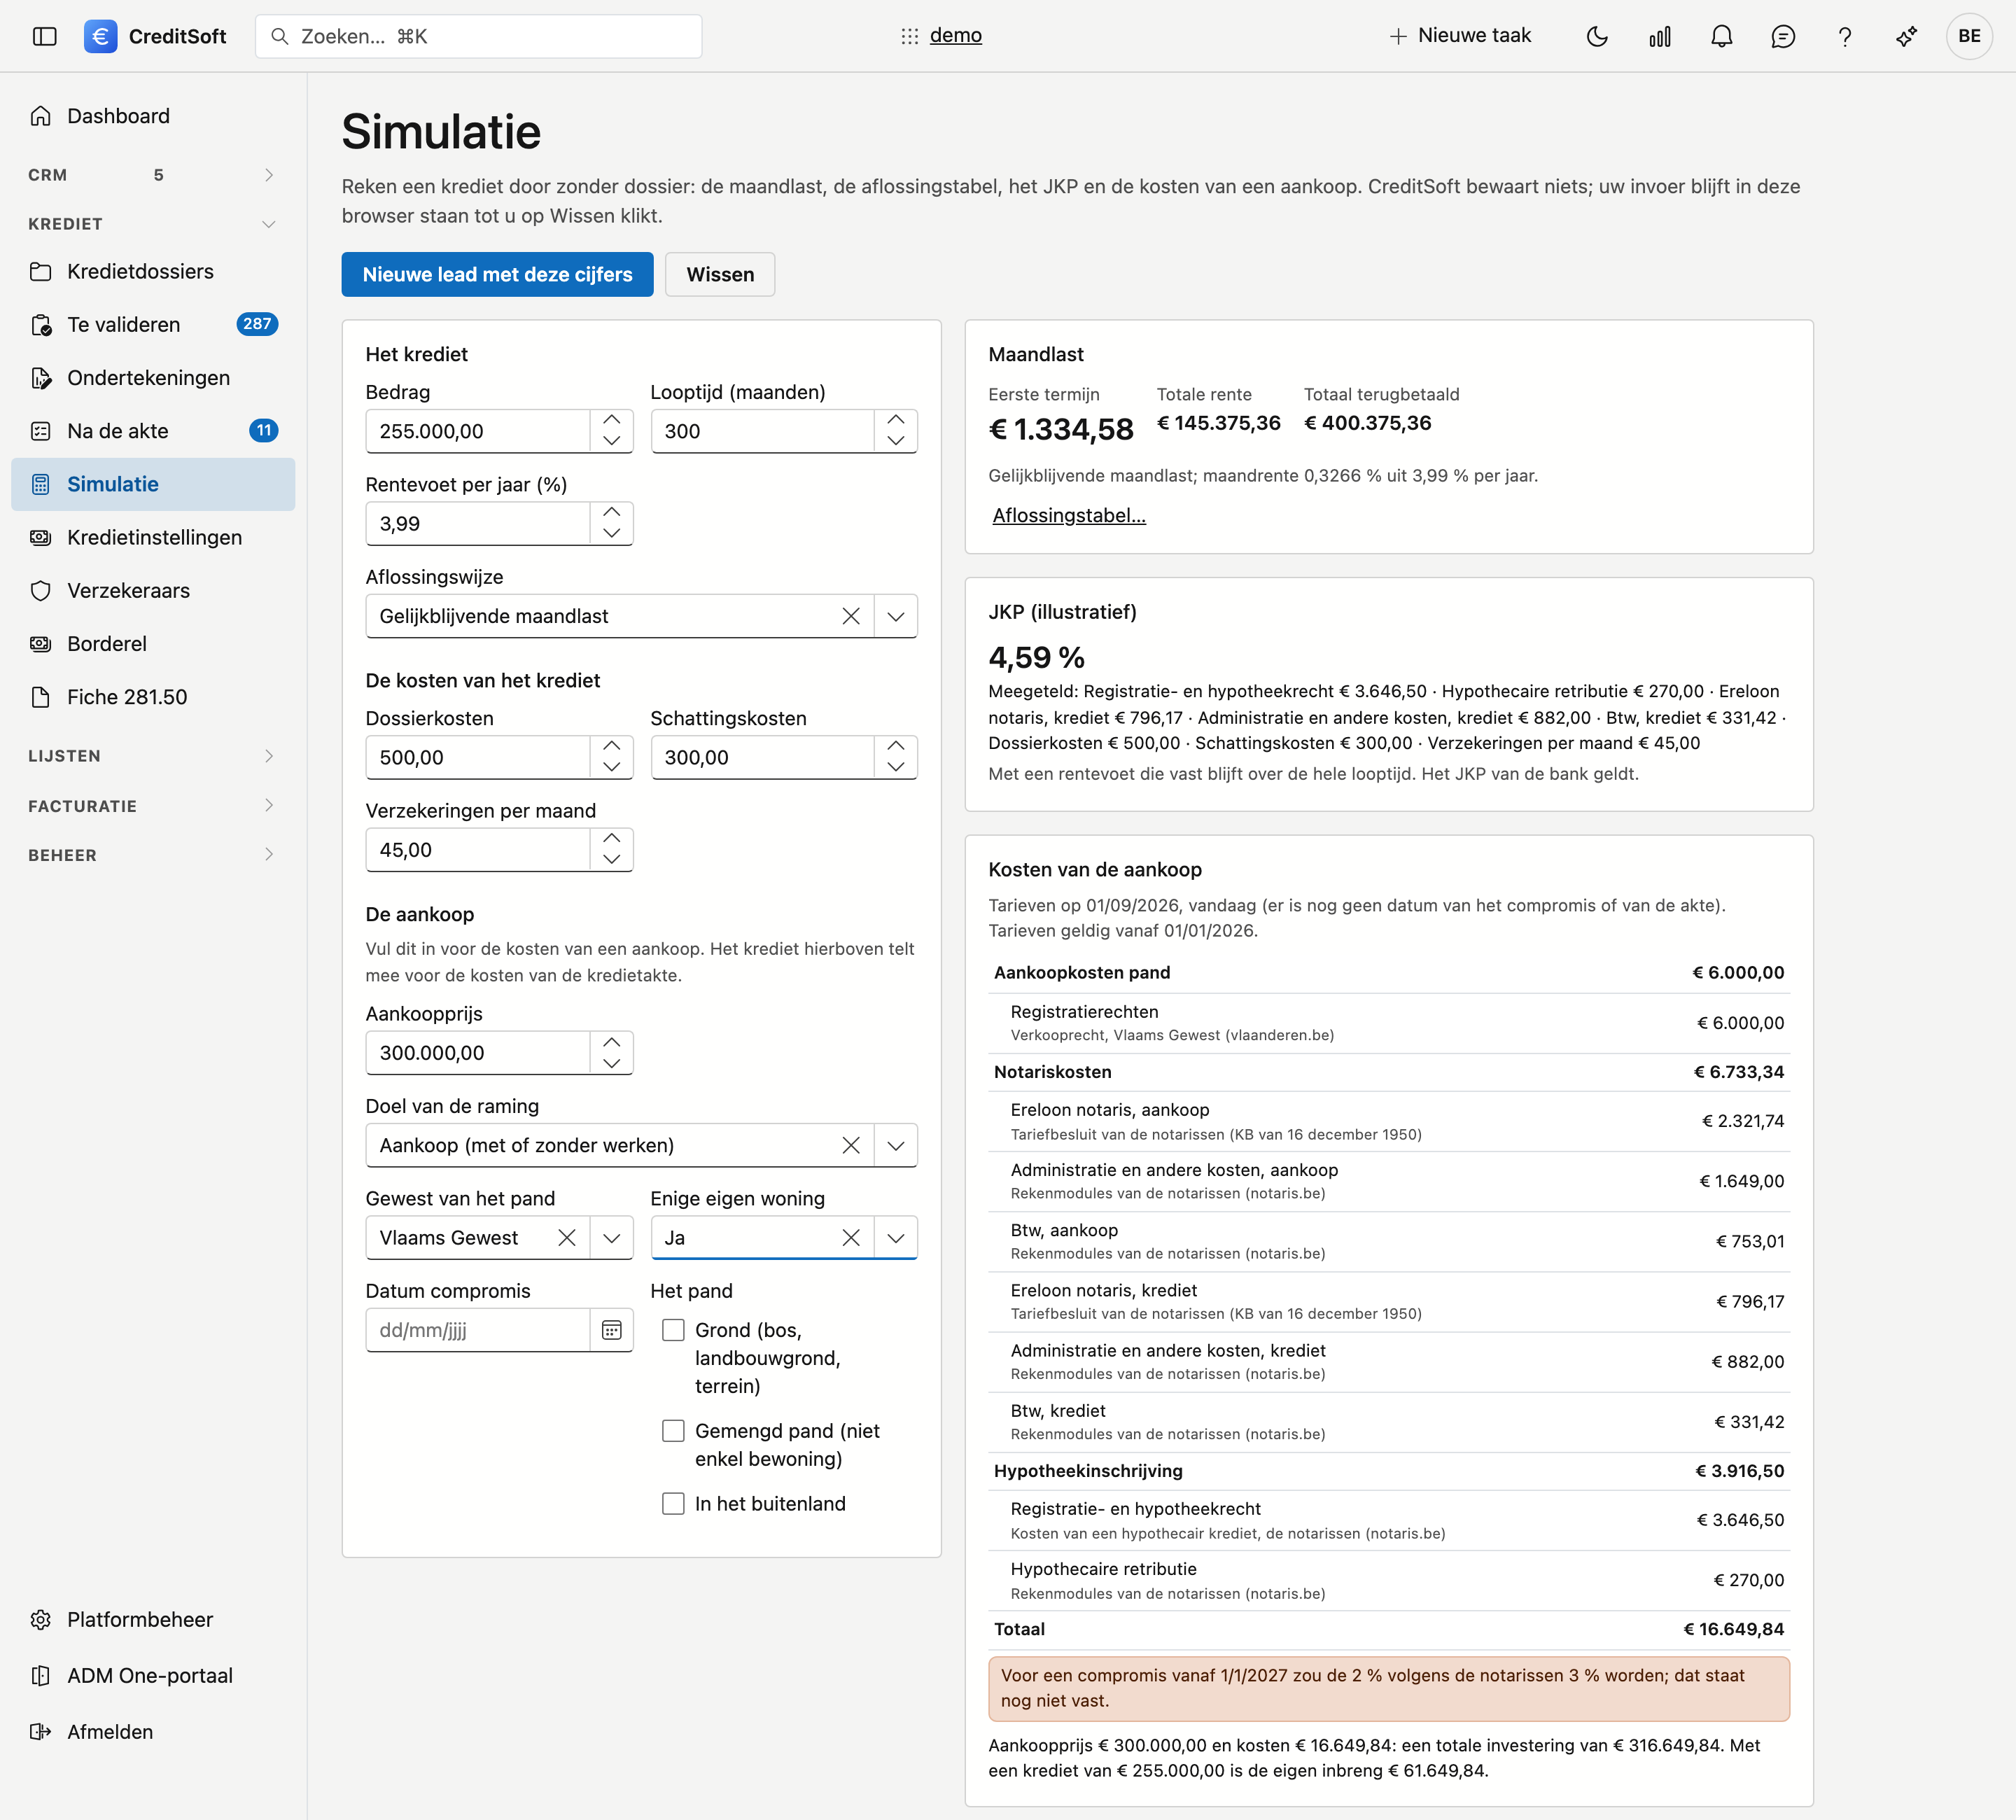 CreditSoft
Zoeken... ⌘K
demo
Nieuwe taak
BE
Dashboard
CRM 5
KREDIET
Kredietdossiers
Te valideren 287
Ondertekeningen
Na de akte 11
Simulatie
Kredietinstellingen
Verzekeraars
Borderel
Fiche 281.50
LIJSTEN
FACTURATIE
BEHEER
Platformbeheer
ADM One-portaal
Afmelden
Simulatie
Reken een krediet door zonder dossier: de maandlast, de aflossingstabel, het JKP en de kosten van een aankoop. CreditSoft bewaart niets; uw invoer blijft in deze
browser staan tot u op Wissen klikt.
Nieuwe lead met deze cijfers
Wissen
Het krediet
Bedrag
Looptijd (maanden)
255.000,00
300
Rentevoet per jaar (%)
3,99
Aflossingswijze
Gelijkblijvende maandlast
De kosten van het krediet
Dossierkosten
Schattingskosten
500,00
300,00
Verzekeringen per maand
45,00
De aankoop
Vul dit in voor de kosten van een aankoop. Het krediet hierboven telt
mee voor de kosten van de kredietakte.
Aankoopprijs
300.000,00
Doel van de raming
Aankoop (met of zonder werken)
Gewest van het pand
Enige eigen woning
Vlaams Gewest
Ja
Datum compromis
Het pand
dd/mm/jjjj
Grond (bos,
landbouwgrond,
terrein)
Gemengd pand (niet
enkel bewoning)
In het buitenland
Maandlast
Eerste termijn
Totale rente
Totaal terugbetaald
€ 1.334,58
€ 145.375,36
€ 400.375,36
Gelijkblijvende maandlast; maandrente 0,3266 % uit 3,99 % per jaar.
Aflossingstabel...
JKP (illustratief)
4,59 %
Meegeteld: Registratie- en hypotheekrecht € 3.646,50 · Hypothecaire retributie € 270,00 · Ereloon
notaris, krediet € 796,17 · Administratie en andere kosten, krediet € 882,00 · Btw, krediet € 331,42 ·
Dossierkosten € 500,00 · Schattingskosten € 300,00 · Verzekeringen per maand € 45,00
Met een rentevoet die vast blijft over de hele looptijd. Het JKP van de bank geldt.
Kosten van de aankoop
Tarieven op 01/09/2026, vandaag (er is nog geen datum van het compromis of van de akte).
Tarieven geldig vanaf 01/01/2026.
Aankoopkosten pand € 6.000,00
Registratierechten € 6.000,00
Verkooprecht, Vlaams Gewest (vlaanderen.be)
Notariskosten € 6.733,34
Ereloon notaris, aankoop € 2.321,74
Tariefbesluit van de notarissen (KB van 16 december 1950)
Administratie en andere kosten, aankoop € 1.649,00
Rekenmodules van de notarissen (notaris.be)
Btw, aankoop € 753,01
Rekenmodules van de notarissen (notaris.be)
Ereloon notaris, krediet € 796,17
Tariefbesluit van de notarissen (KB van 16 december 1950)
Administratie en andere kosten, krediet € 882,00
Rekenmodules van de notarissen (notaris.be)
Btw, krediet € 331,42
Rekenmodules van de notarissen (notaris.be)
Hypotheekinschrijving € 3.916,50
Registratie- en hypotheekrecht € 3.646,50
Kosten van een hypothecair krediet, de notarissen (notaris.be)
Hypothecaire retributie € 270,00
Rekenmodules van de notarissen (notaris.be)
Totaal € 16.649,84
Voor een compromis vanaf 1/1/2027 zou de 2 % volgens de notarissen 3 % worden; dat staat
nog niet vast.
Aankoopprijs € 300.000,00 en kosten € 16.649,84: een totale investering van € 316.649,84. Met
een krediet van € 255.000,00 is de eigen inbreng € 61.649,84.